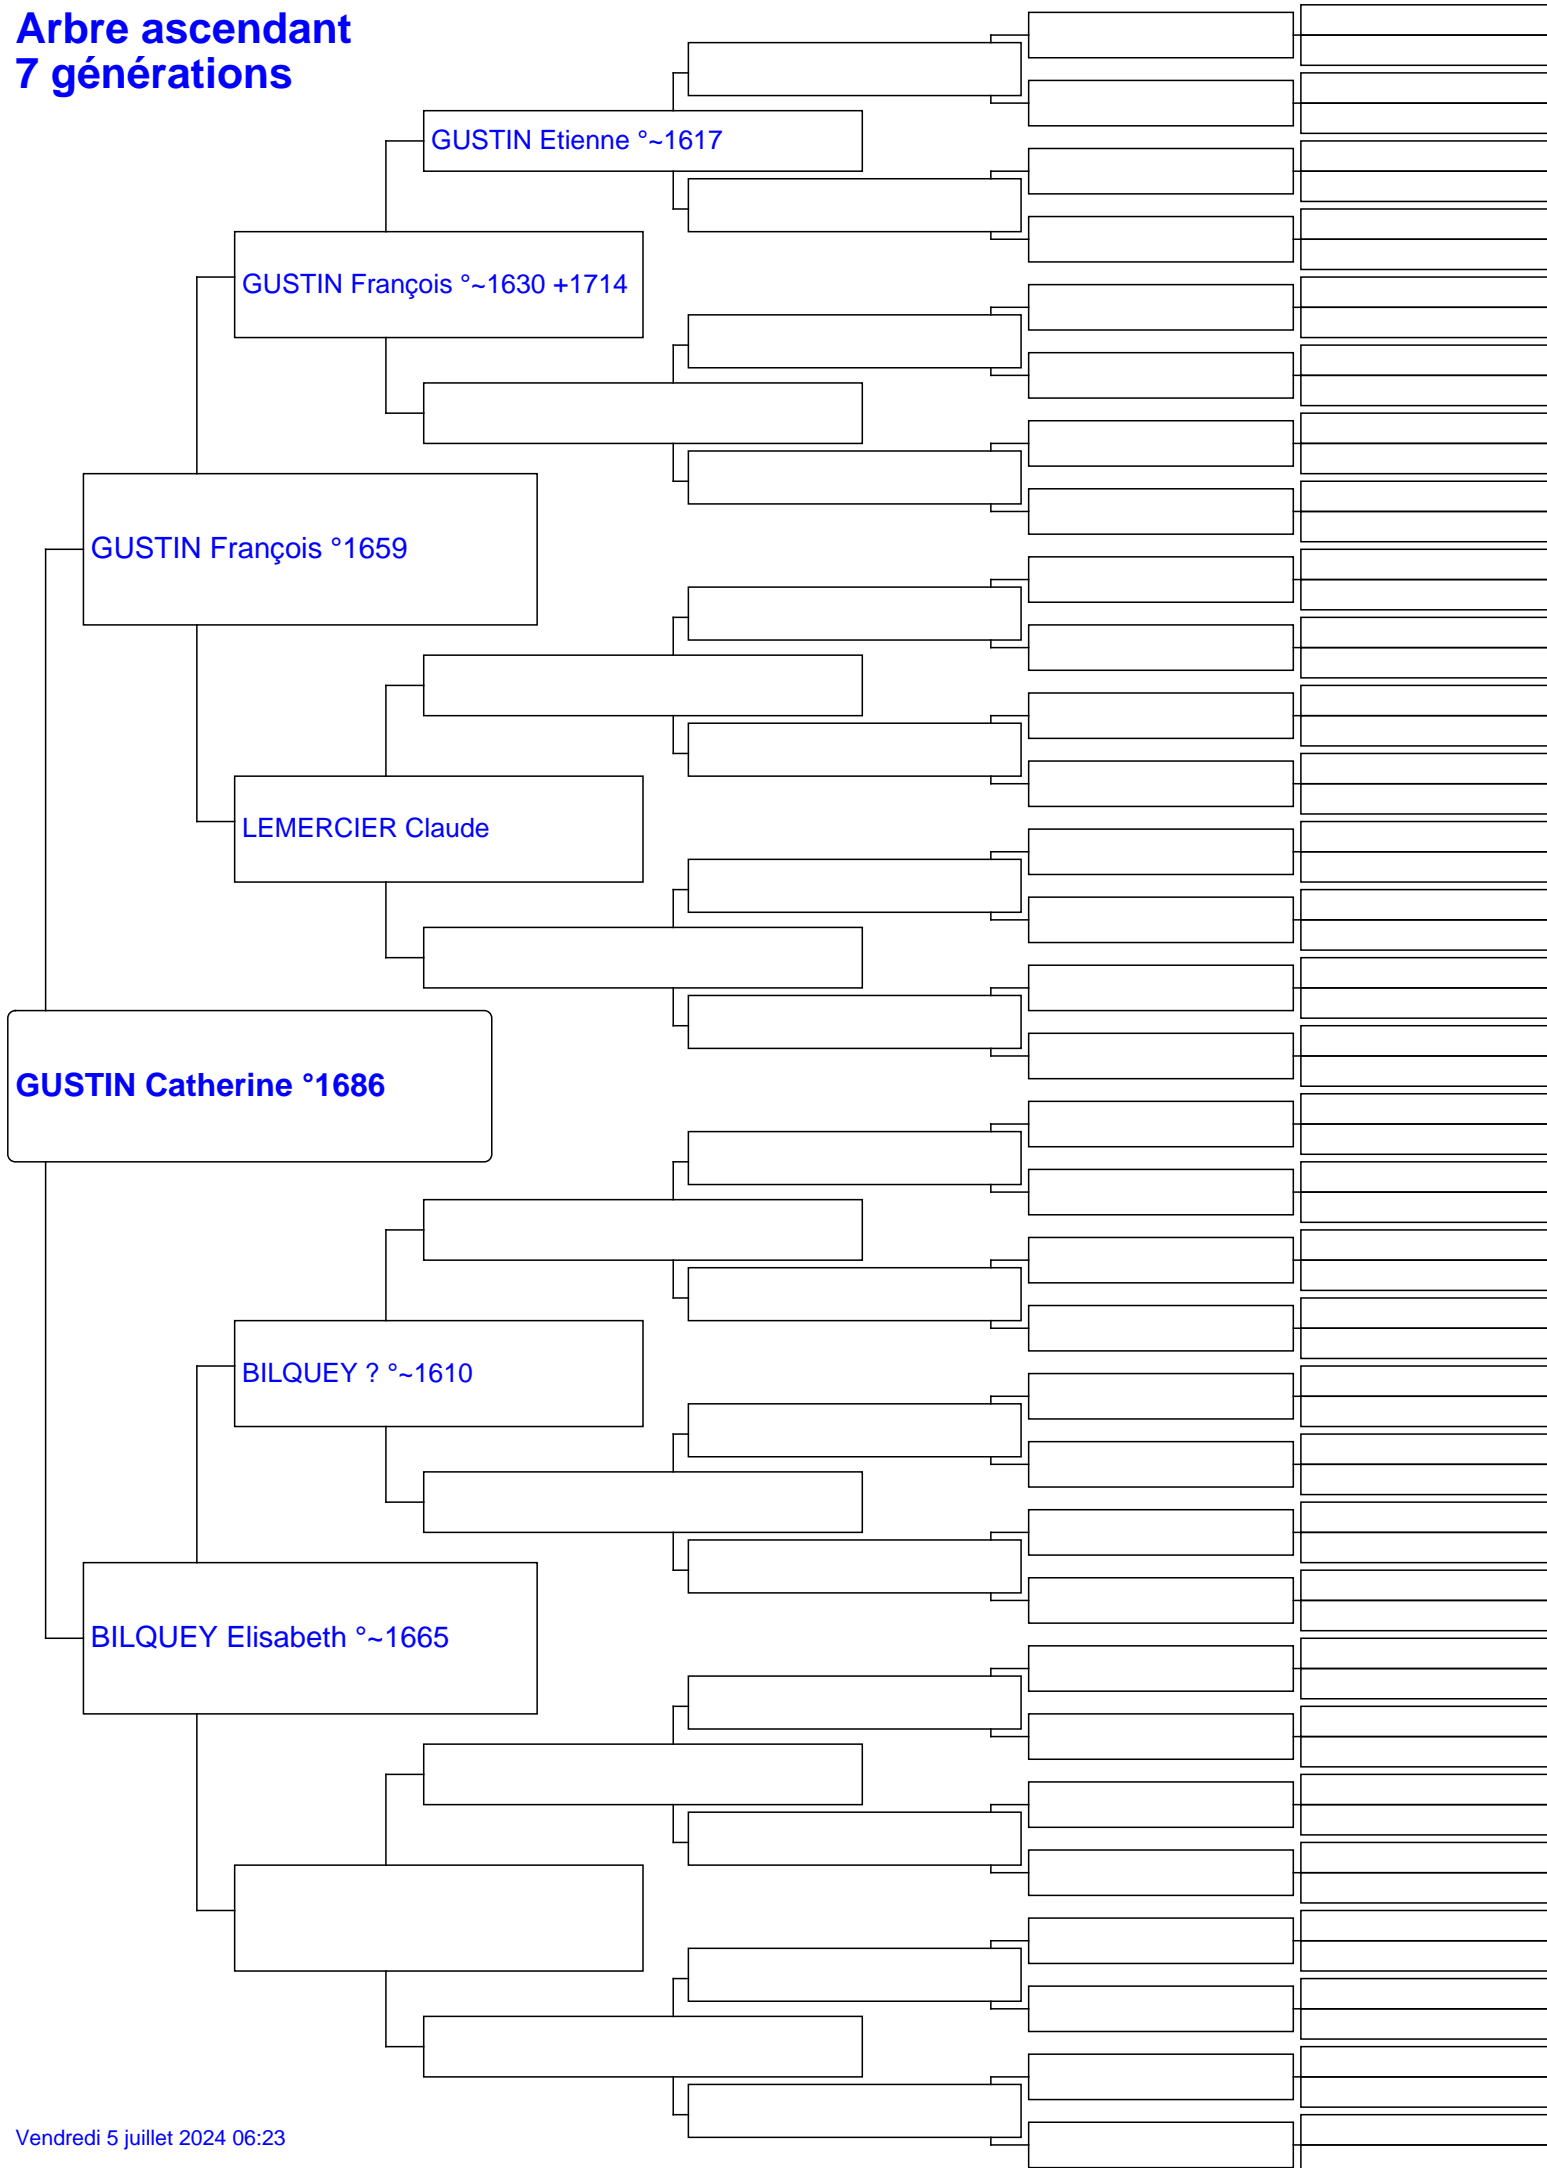 Arbre ascendant
7 générations
GUSTIN Etienne °~1617
GUSTIN François °~1630 +1714
GUSTIN François °1659
LEMERCIER Claude
GUSTIN Catherine °1686
BILQUEY ? °~1610
BILQUEY Elisabeth °~1665
Vendredi 5 juillet 2024 06:23